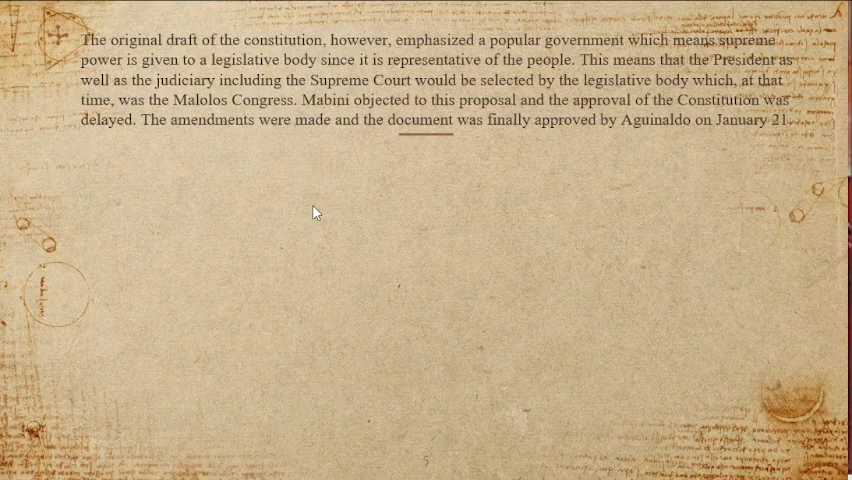 The original draft of the constitution, however, emphasized a popular government which means supreme
power is given to a legislative body since it is representative of the people. This means that the President as
well as the judiciary including the Supreme Court would be selected by the legislative body which, at that
time, was the Malolos Congress. Mabini objected to this proposal and the approval of the Constitution was
delayed. The amendments were made and the document was finally approved by Aguinaldo on January 21.
5